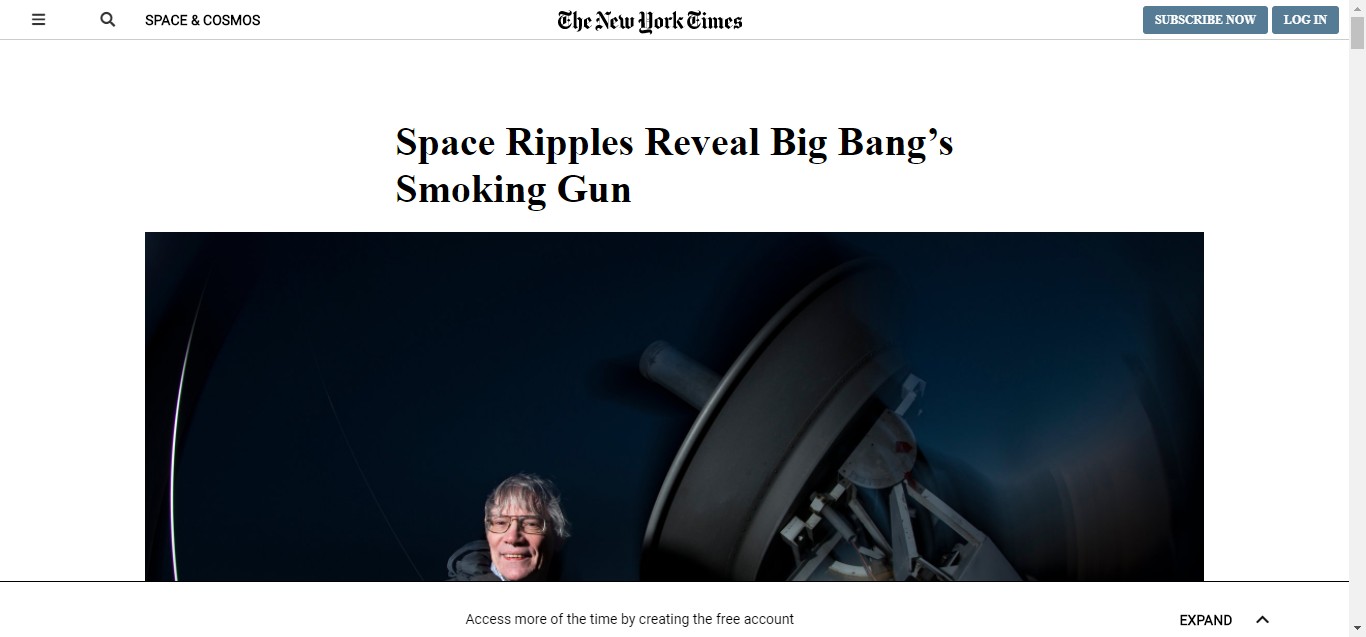 SPACE & COSMOS
The New York Times
SUBSCRIBE NOW
LOG IN
Space Ripples Reveal Big Bang’s
Smoking Gun
Access more of the time by creating the free account
EXPAND